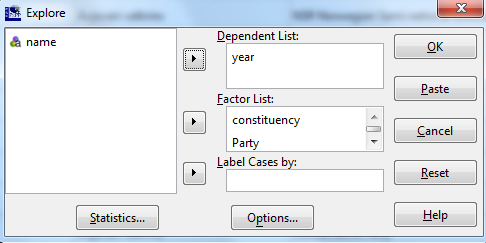 Explore
name
Dependent List:
year
Factor List:
constituency
Party
Label Cases by:
OK
Paste
Cancel
Reset
Help
Statistics...
Options...